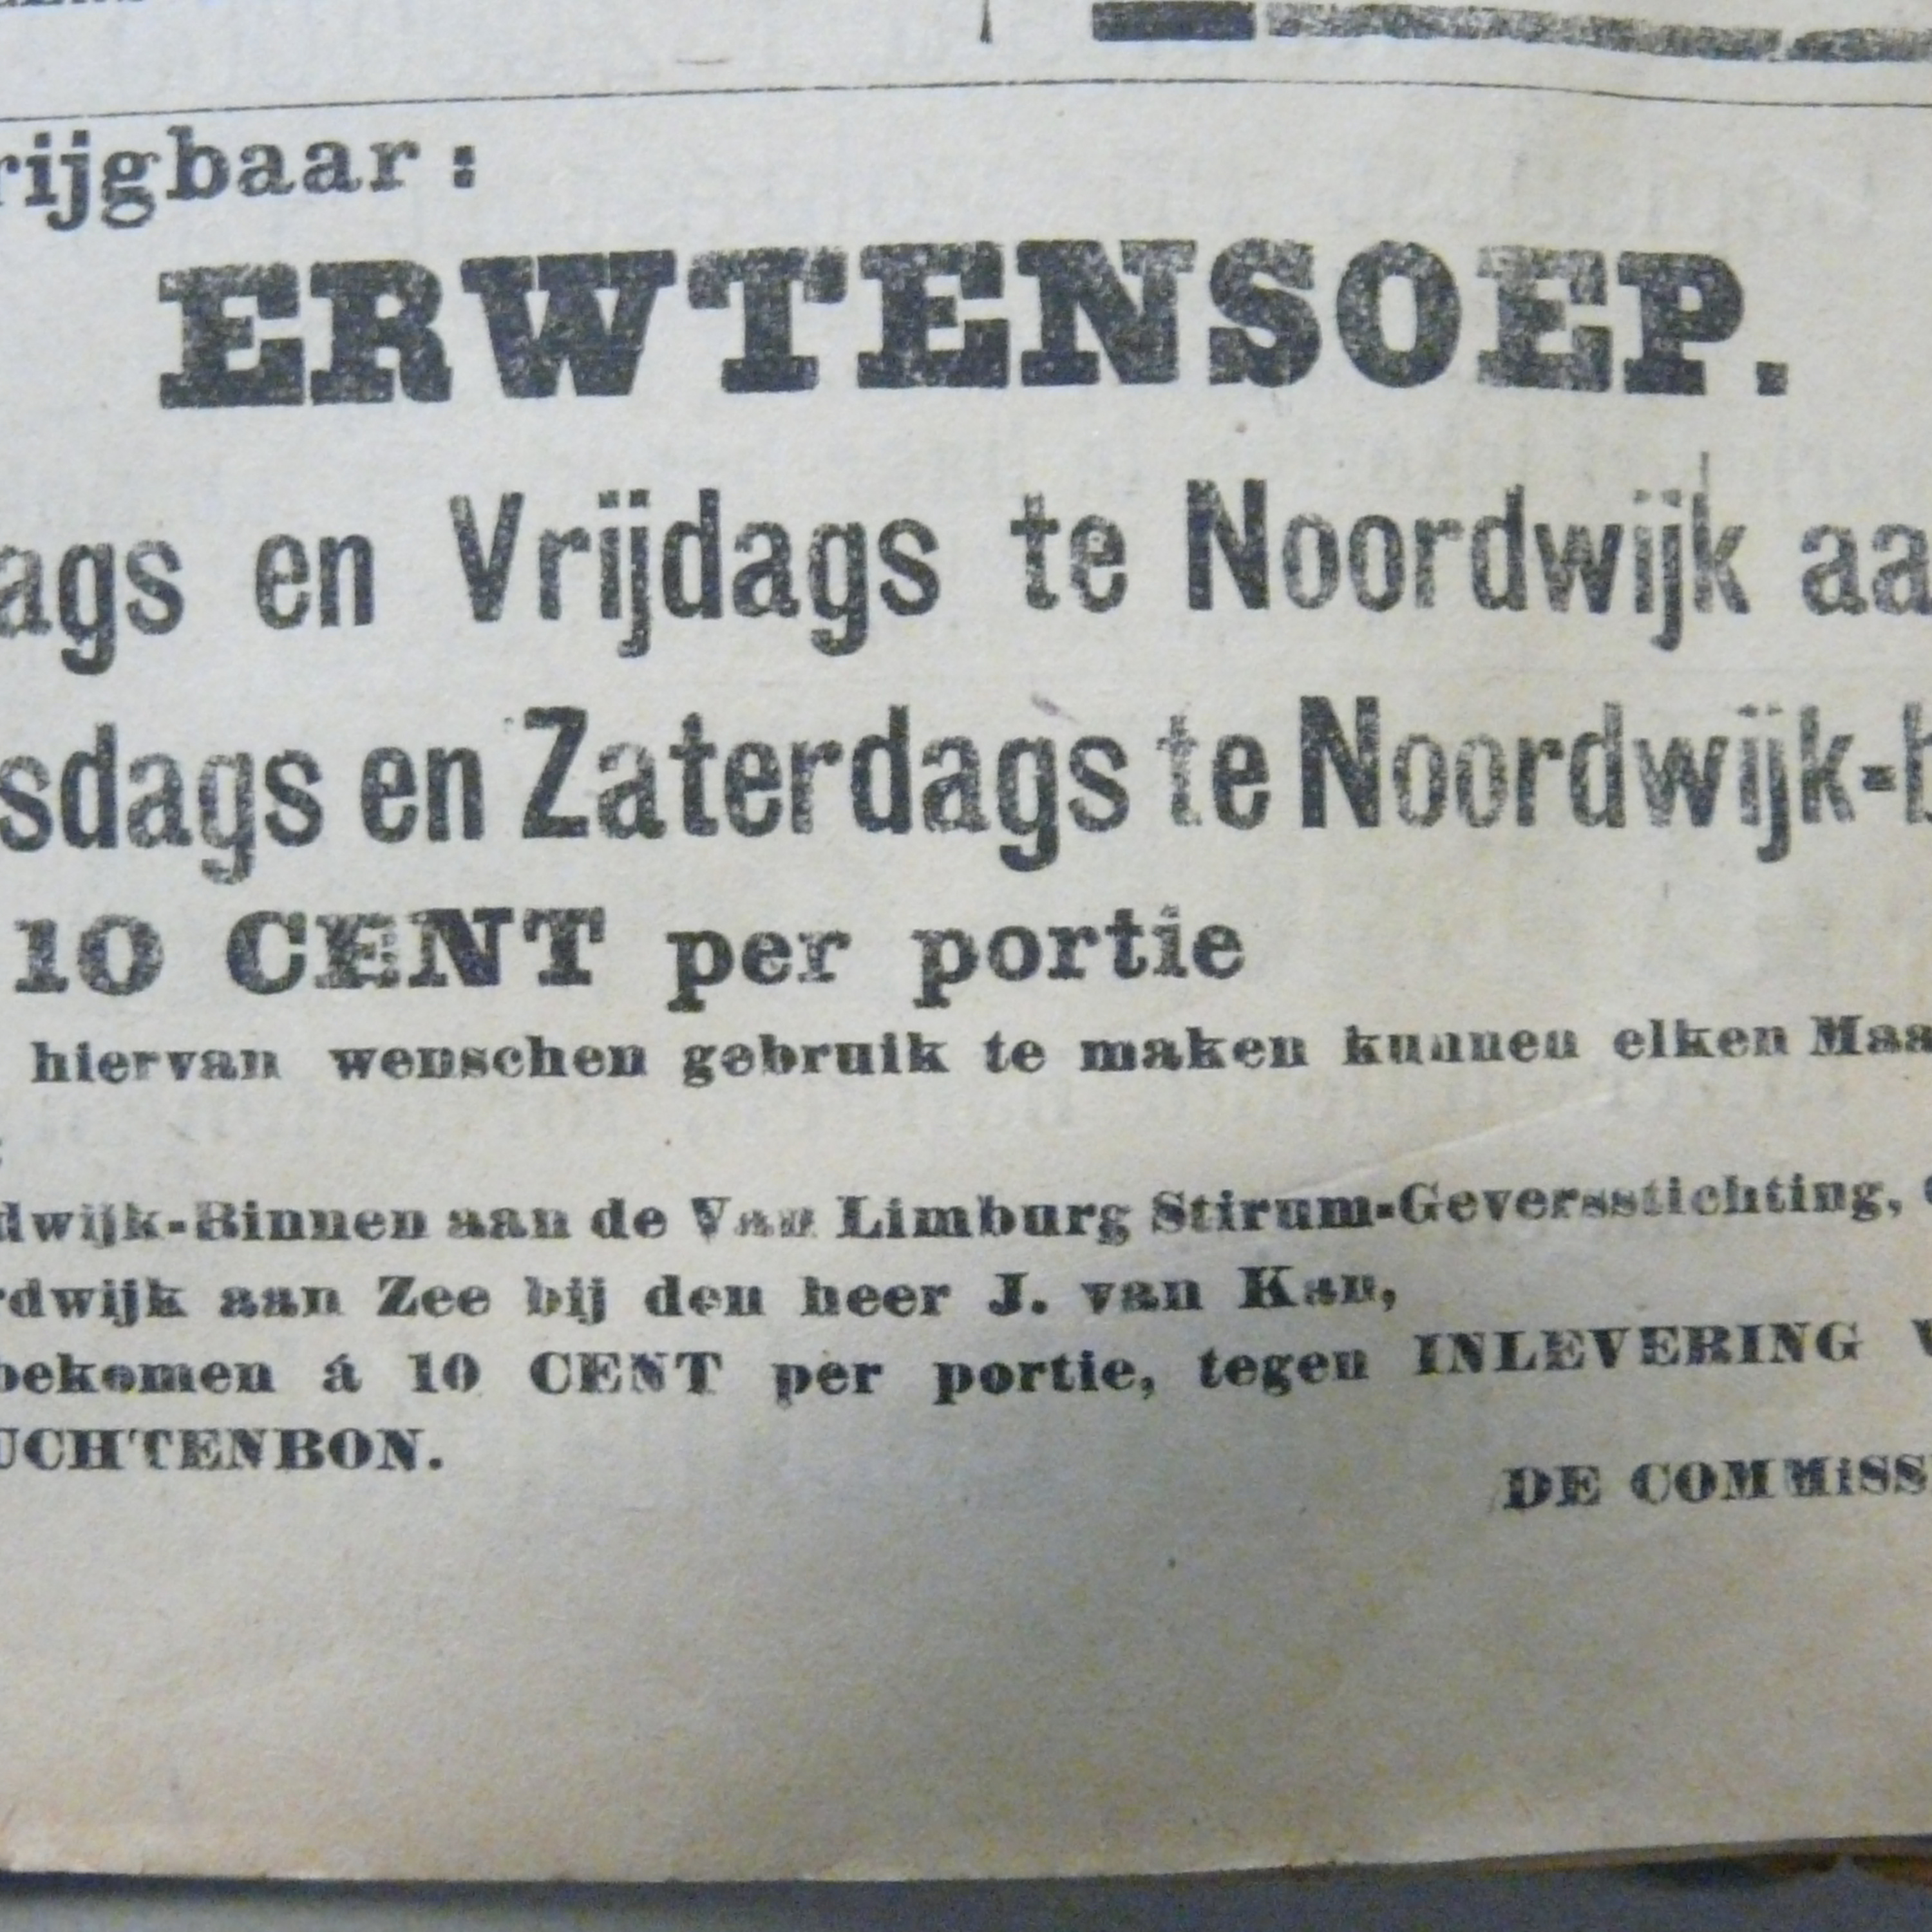 rijgbaar:
ERWTENSOEP.
ags en Vrijdags te Noordwijk aa
sdags en Zaterdags te Noordwijk-b
10 CENT per portie
hiervan wenschen gebruik te maken kunnen elken Maa
dwijk-Binnen aan de Van Limburg Stirum-Geversstichting,
rdwijk aan Zee bij den heer J. van Kan,
bekomen á 10 CENT per portie, tegen INLEVERING V
UCHTENBON.
DE COMMiSS